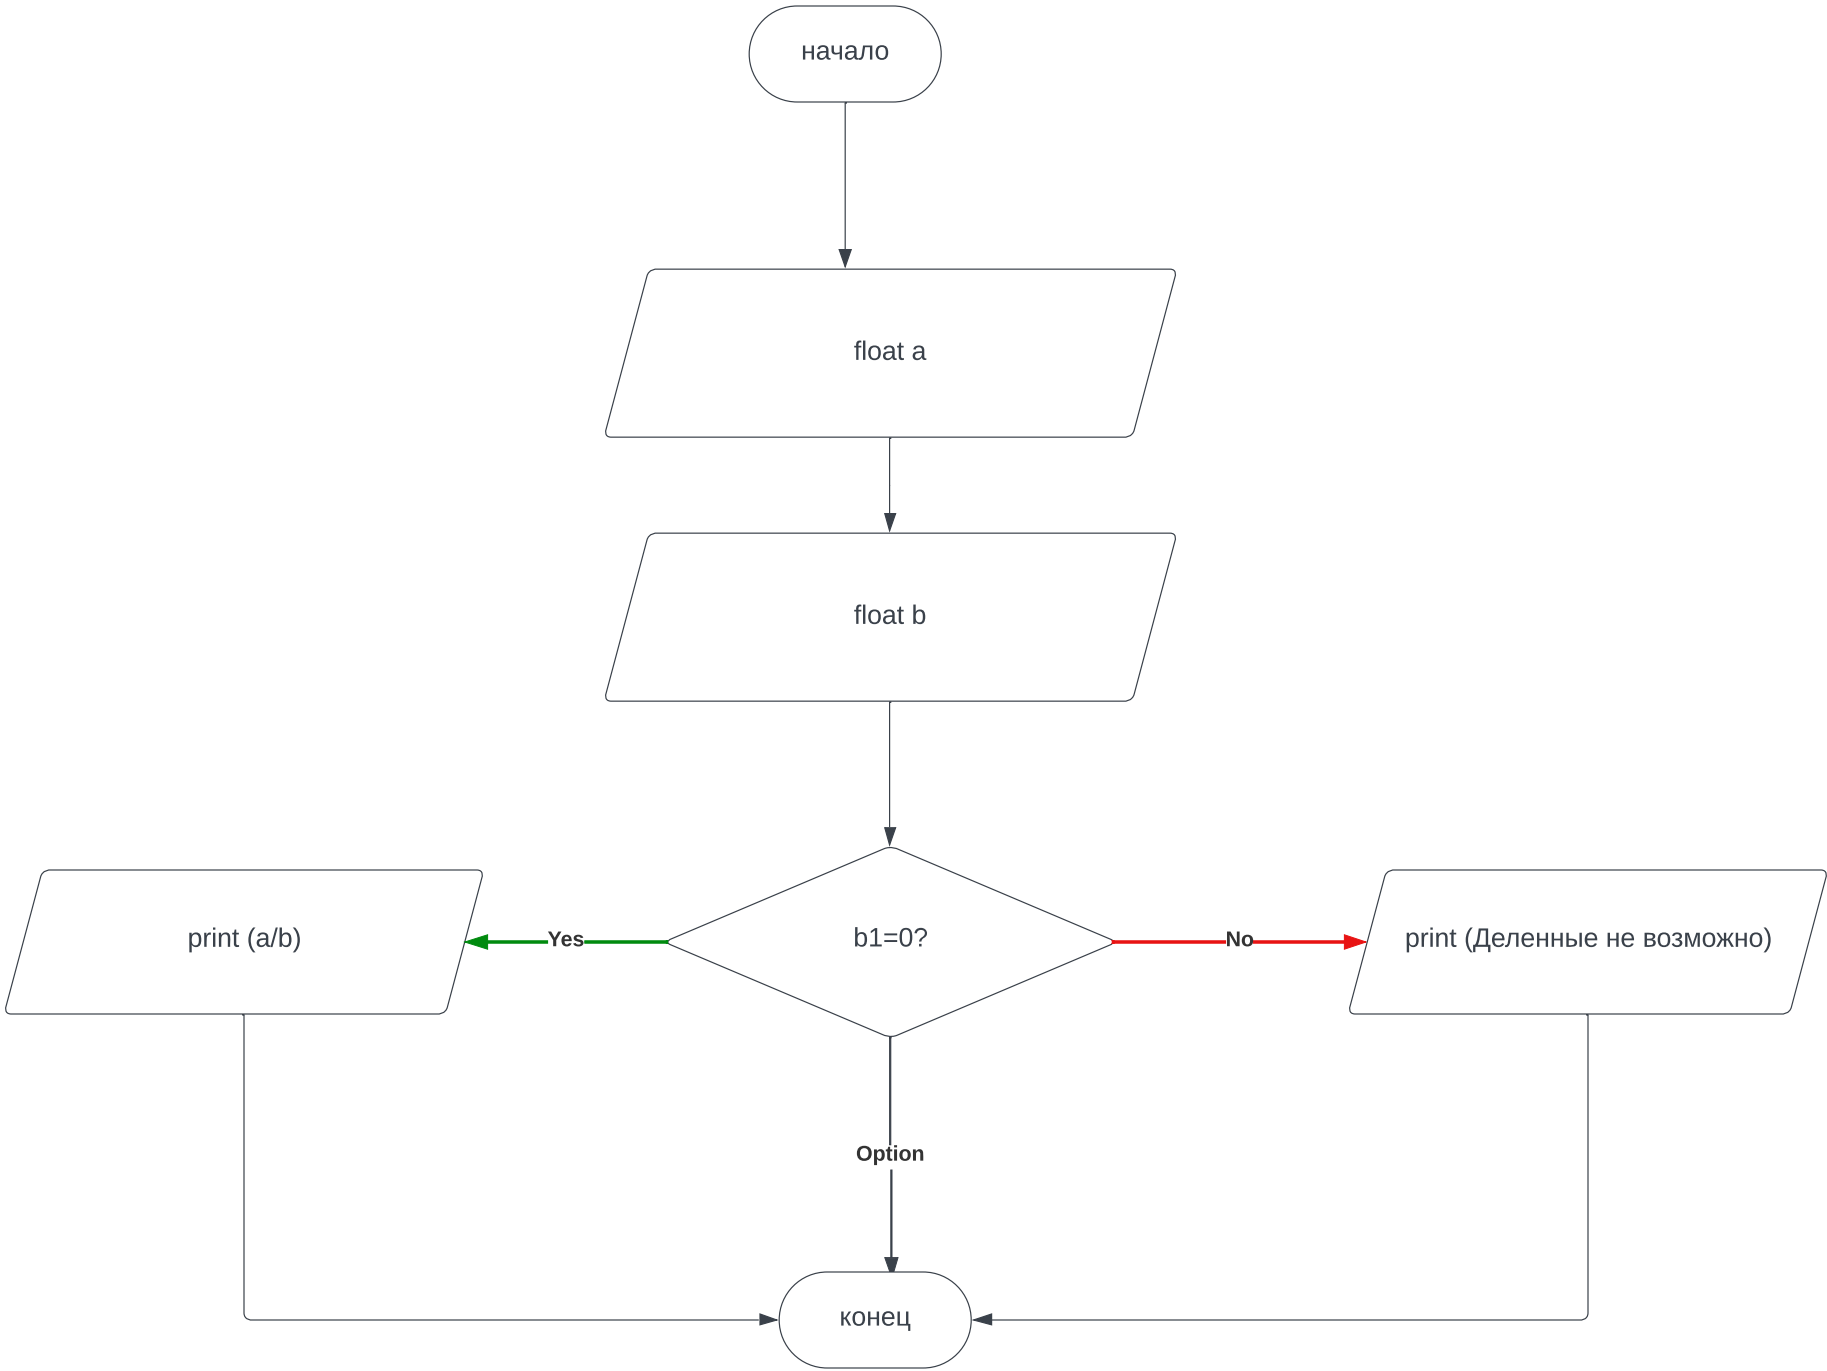 начало
float a
float b
print (a/b)
Yes
b1=0?
No
print (Деленные не возможно)
Option
конец